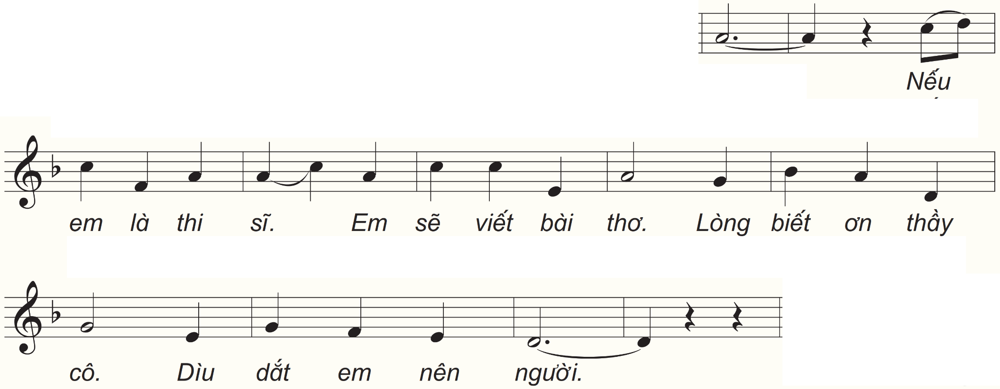 Nếu
em là thi sĩ. Em sẽ viết bài thơ. Lòng biết ơn thầy
cô. Dìu dắt em nên người.